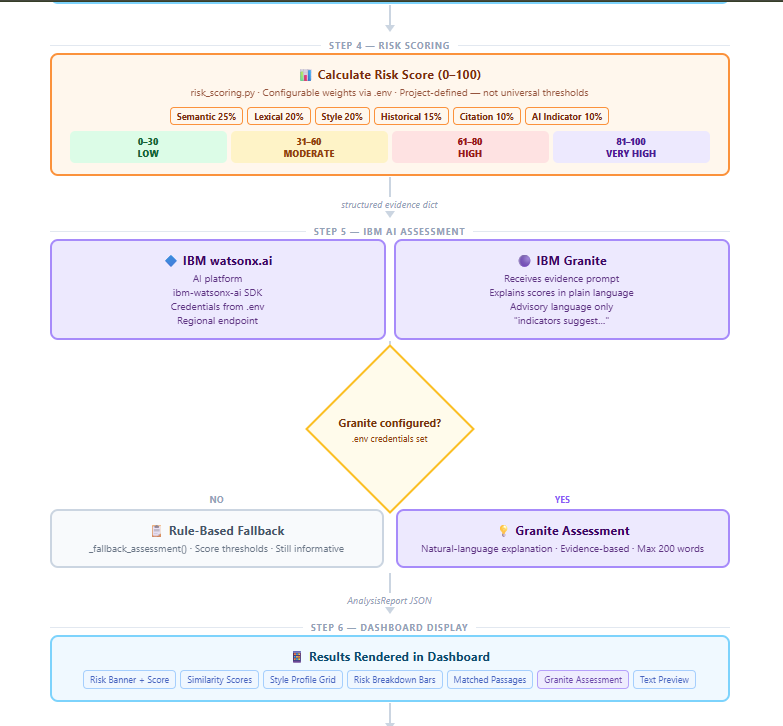 STEP 4 — RISK SCORING
Calculate Risk Score (0–100)
risk_scoring.py · Configurable weights via .env · Project-defined — not universal thresholds
Semantic 25% Lexical 20% Style 20% Historical 15% Citation 10% AI Indicator 10%
0–30 31–60 61–80 81–100
LOW MODERATE HIGH VERY HIGH
structured evidence dict
STEP 5 — IBM AI ASSESSMENT
IBM watsonx.ai
AI platform
ibm-watsonx-ai SDK
Credentials from .env
Regional endpoint
IBM Granite
Receives evidence prompt
Explains scores in plain language
Advisory language only
"indicators suggest..."
Granite configured?
.env credentials set
NO
YES
Rule-Based Fallback
_fallback_assessment() · Score thresholds · Still informative
Granite Assessment
Natural-language explanation · Evidence-based · Max 200 words
AnalysisReport JSON
STEP 6 — DASHBOARD DISPLAY
Results Rendered in Dashboard
Risk Banner + Score Similarity Scores Style Profile Grid Risk Breakdown Bars Matched Passages Granite Assessment Text Preview